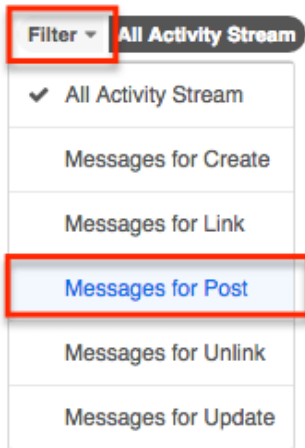 Filter All Activity Stream
All Activity Stream
Messages for Create
Messages for Link
Messages for Post
Messages for Unlink
Messages for Update